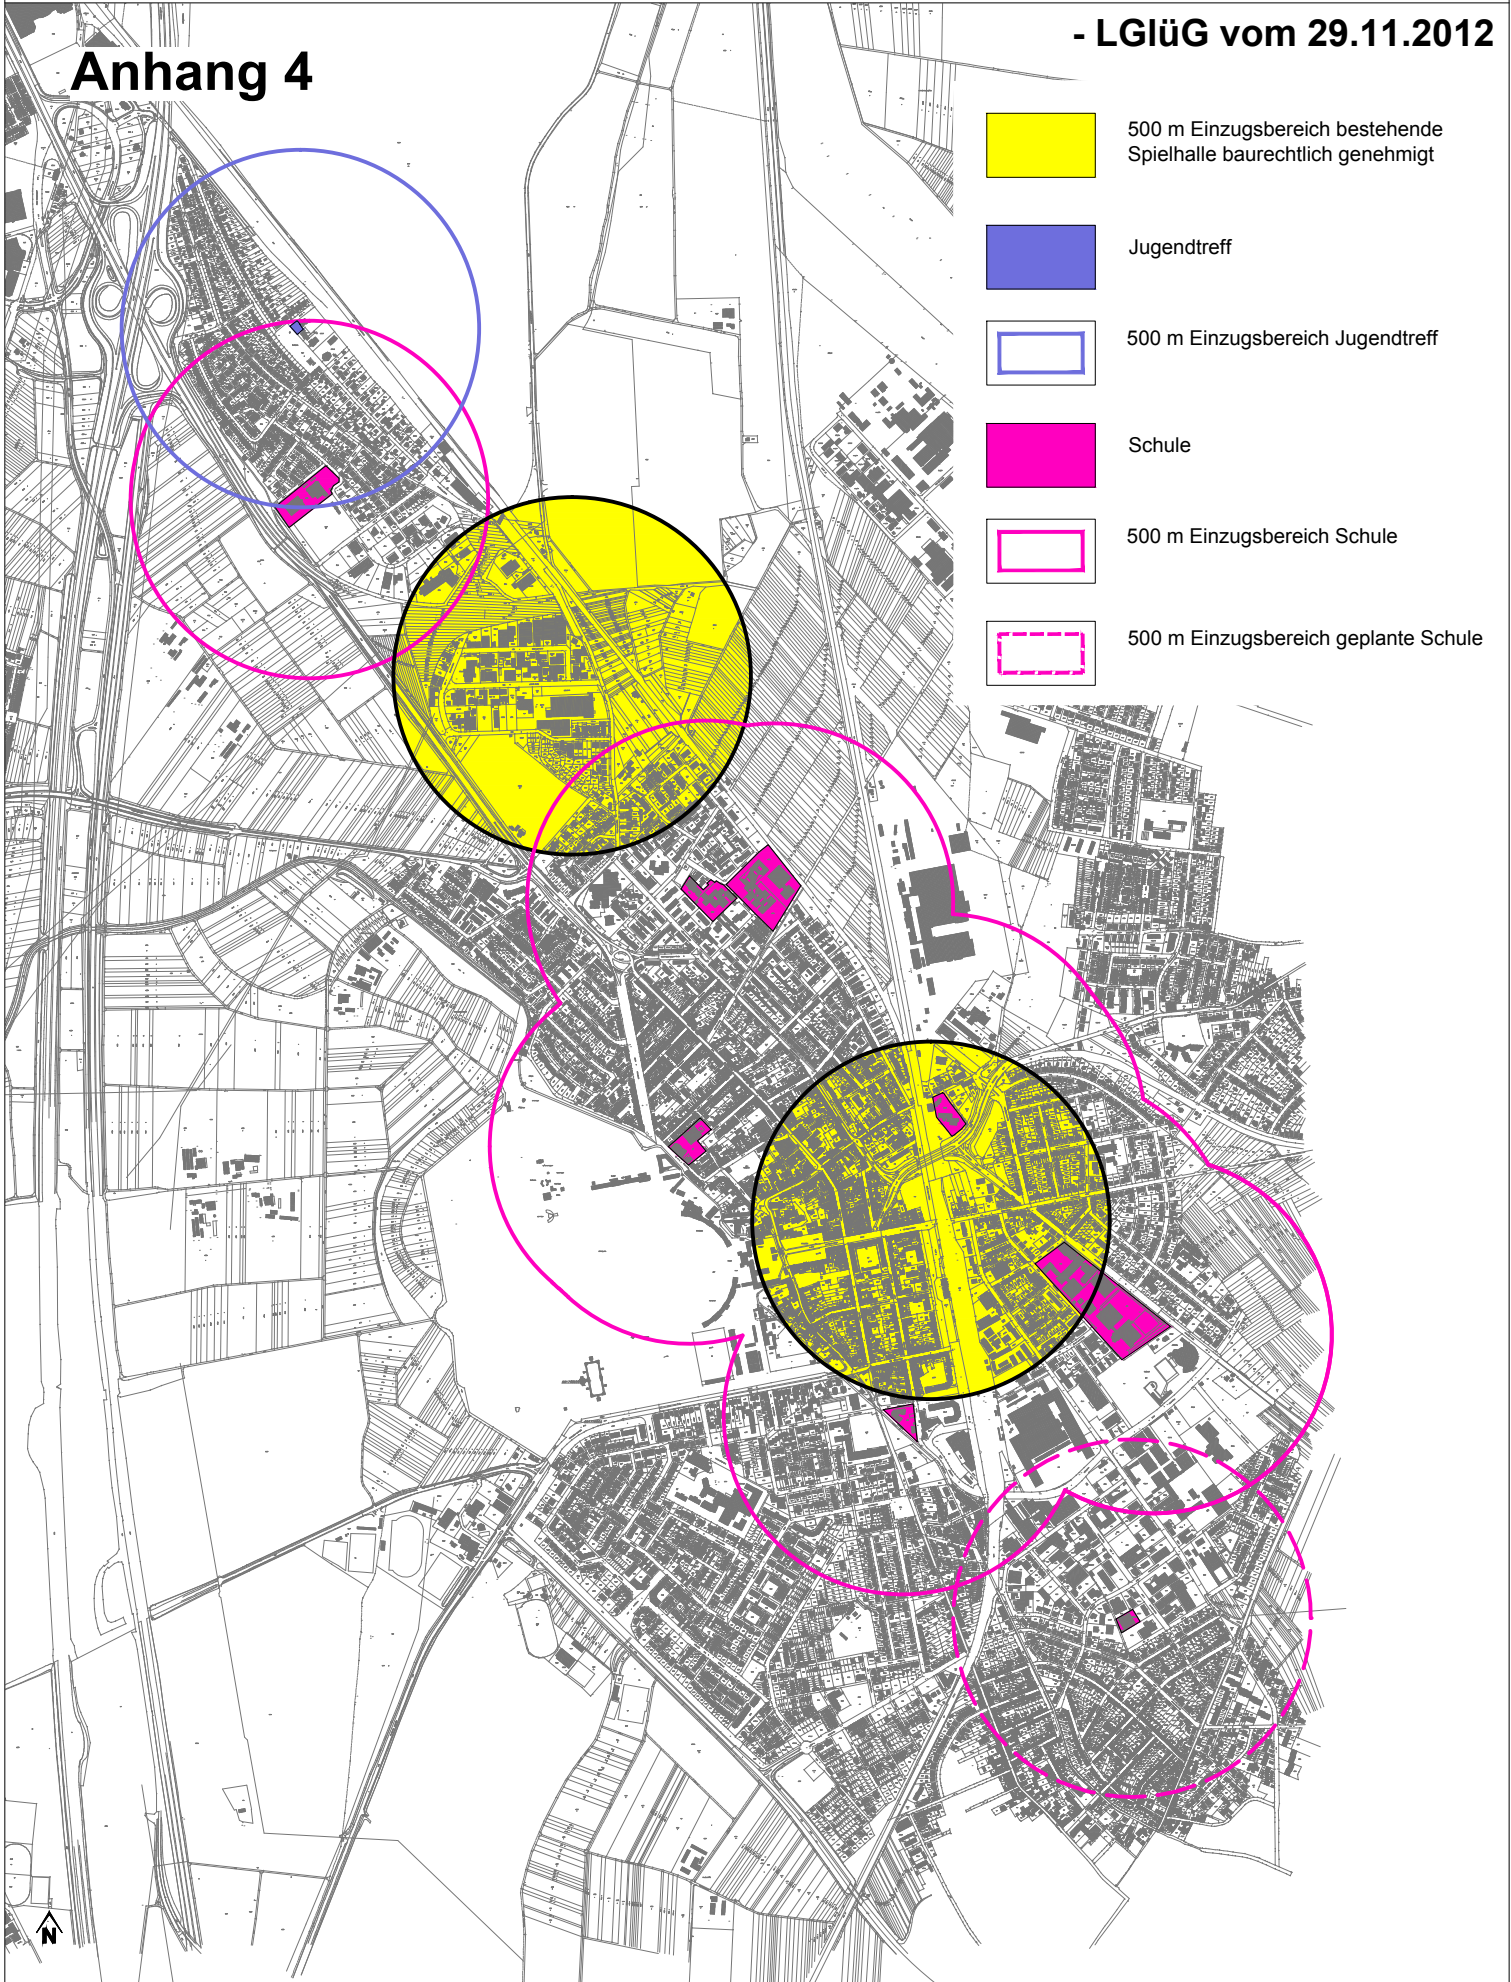 - LGlüG vom 29.11.2012
Anhang 4
500 m Einzugsbereich bestehende
Spielhalle baurechtlich genehmigt
Jugendtreff
500 m Einzugsbereich Jugendtreff
Schule
500 m Einzugsbereich Schule
500 m Einzugsbereich geplante Schule
N